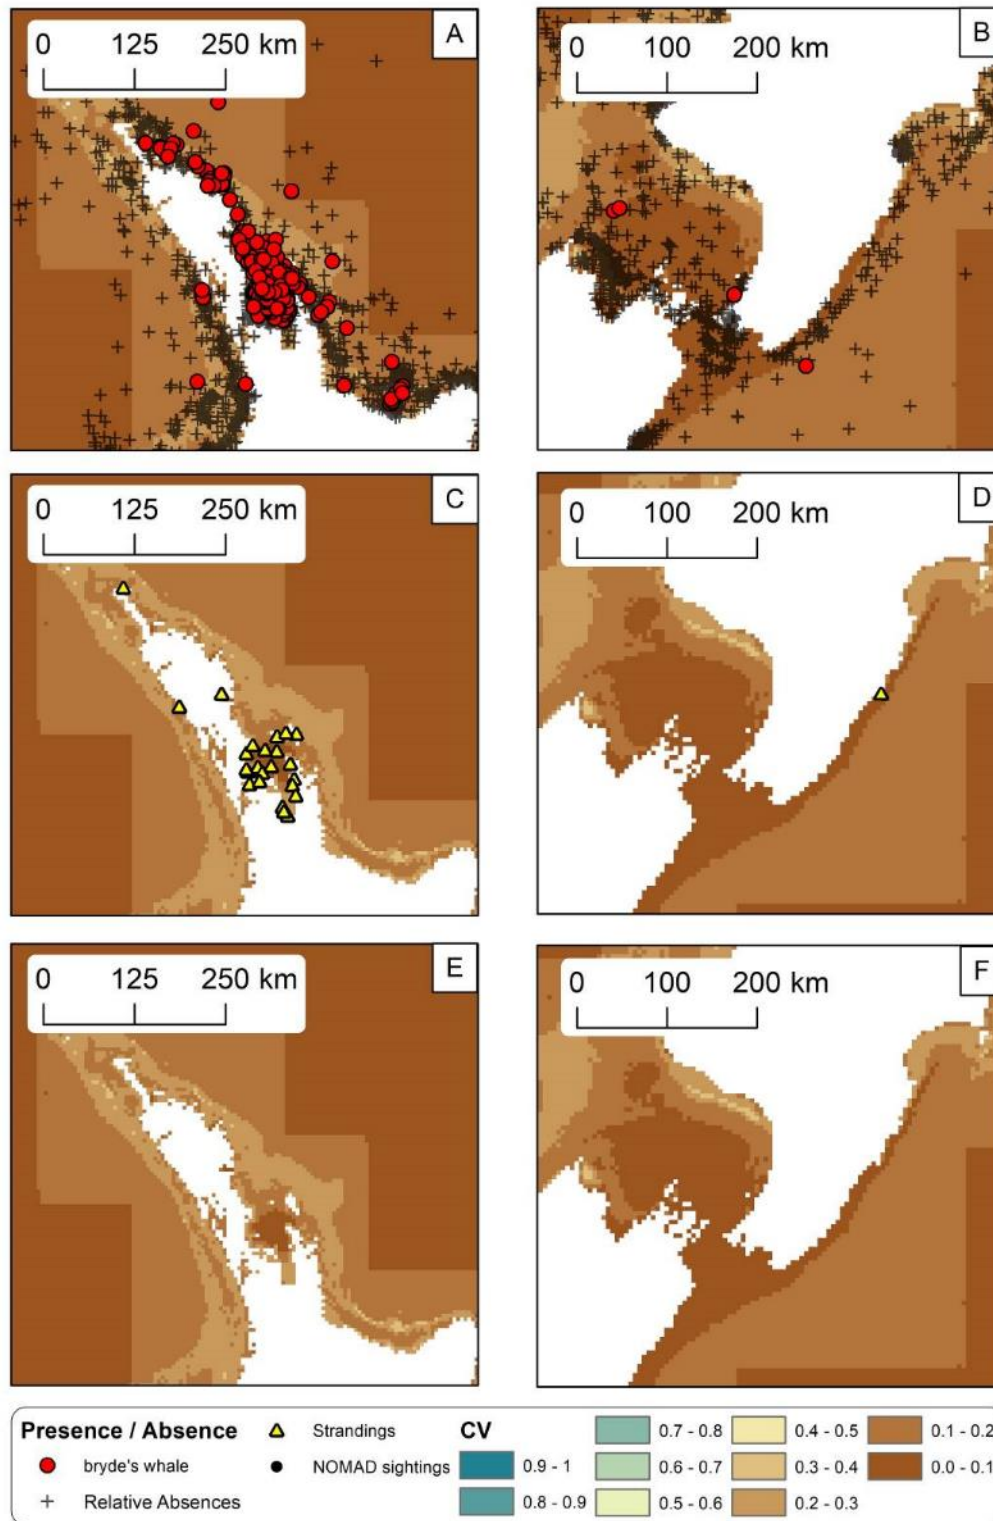 0 125 250 km A
0 100 200 km B
0 125 250 km C
0 100 200 km D
0 125 250 km E
0 100 200 km F
Presence / Absence
bryde's whale
Relative Absences
Strandings
NOMAD sightings
CV
0.9 - 1
0.8 - 0.9
0.7 - 0.8
0.6 - 0.7
0.5 - 0.6
0.4 - 0.5
0.3 - 0.4
0.2 - 0.3
0.1 - 0.2
0.0 - 0.1